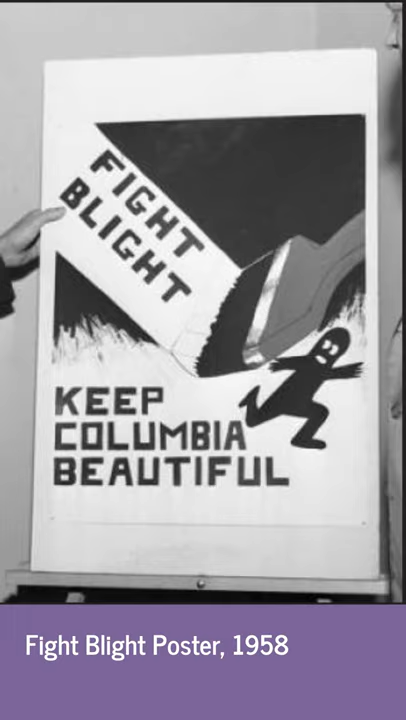 FIGHT
BLIGHT
KEEP
COLUMBIA
BEAUTIFUL
Fight Blight Poster, 1958